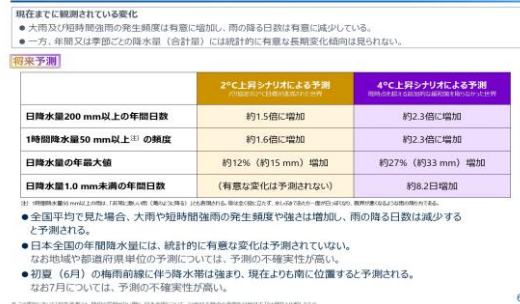 現在までに観測されている変化
● 大雨及び短時間強雨の発生頻度は有意に増加し、雨の降る日数は有意に減少している。
● 一方、年間又は季節ごとの降水量（合計量）には統計的に有意な長期変化傾向は見られない。
将来予測
2℃上昇シナリオによる予測 4℃上昇シナリオによる予測
日降水量200 mm以上の年間日数 約1.5倍に増加 約2.3倍に増加
1時間降水量50 mm以上注） の頻度 約1.6倍に増加 約2.3倍に増加
日降水量の年最大値 約12%（約15 mm）増加 約27%（約33 mm）増加
日降水量1.0 mm未満の年間日数 （有意な変化は予測されない） 約8.2日増加
●全国平均で見た場合、大雨や短時間強雨の発生頻度や強さは増加し、雨の降る日数は減少する
と予測される。
●日本全国の年間降水量には、統計的に有意な変化は予測されていない。
なお地域や都道府県単位の予測については、予測の不確実性が高い。
●初夏（6月）の梅雨前線に伴う降水帯は強まり、現在よりも南に位置すると予測される。
なお7月については、予測の不確実性が高い。